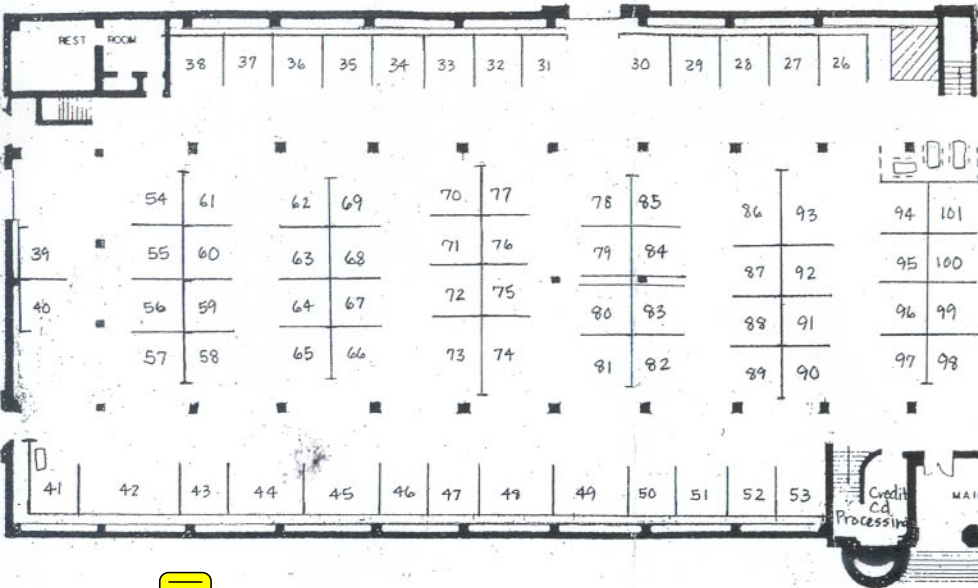 REST ROOM
38 37 36 35 34 33 32 31 30 29 28 27 26
54 61 62 69 70 77 78 85 86 93 94 101
39 55 60 63 68 71 76 79 84 87 92 95 100
40 56 59 64 67 72 75 80 83 88 91 96 99
57 58 65 66 73 74 81 82 89 90 97 98
41 42 43 44 45 46 47 48 49 50 51 52 53
Credit
Cd
Processing
MAI